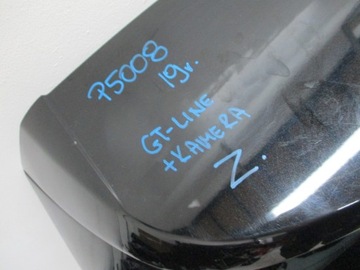 P5008
19r.
GT-LINE
+KAMERA
Z.